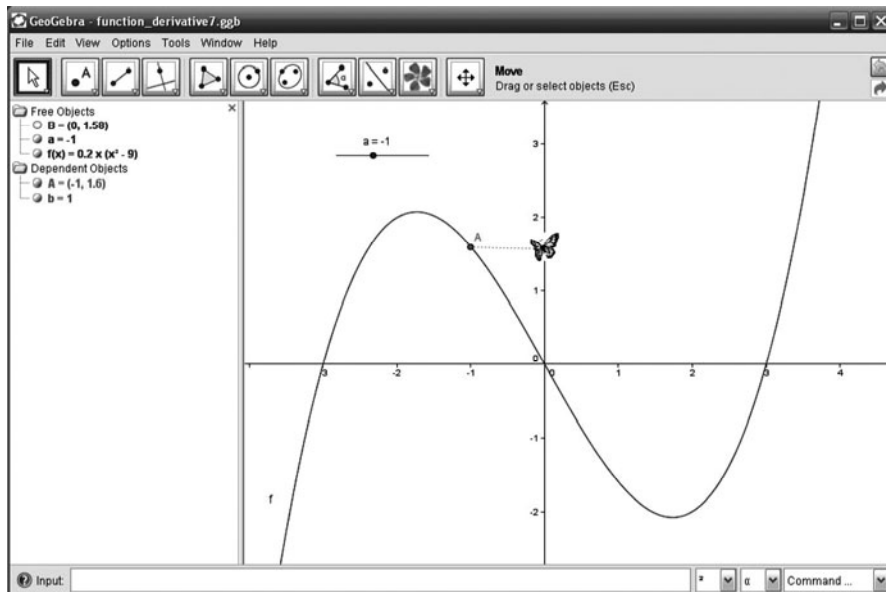 GeoGebra - function_derivative7.ggb
File Edit View Options Tools Window Help
A
α
Move
Drag or select objects (Esc)
Free Objects
B = (0, 1.58)
a = -1
f(x) = 0.2 x (x² - 9)
Dependent Objects
A = (-1, 1.6)
b = 1
a = -1
3
2
A
1
0
-3 -2 -1 0 1 2 3 4
-1
f
-2
Input:
²
α
Command ...